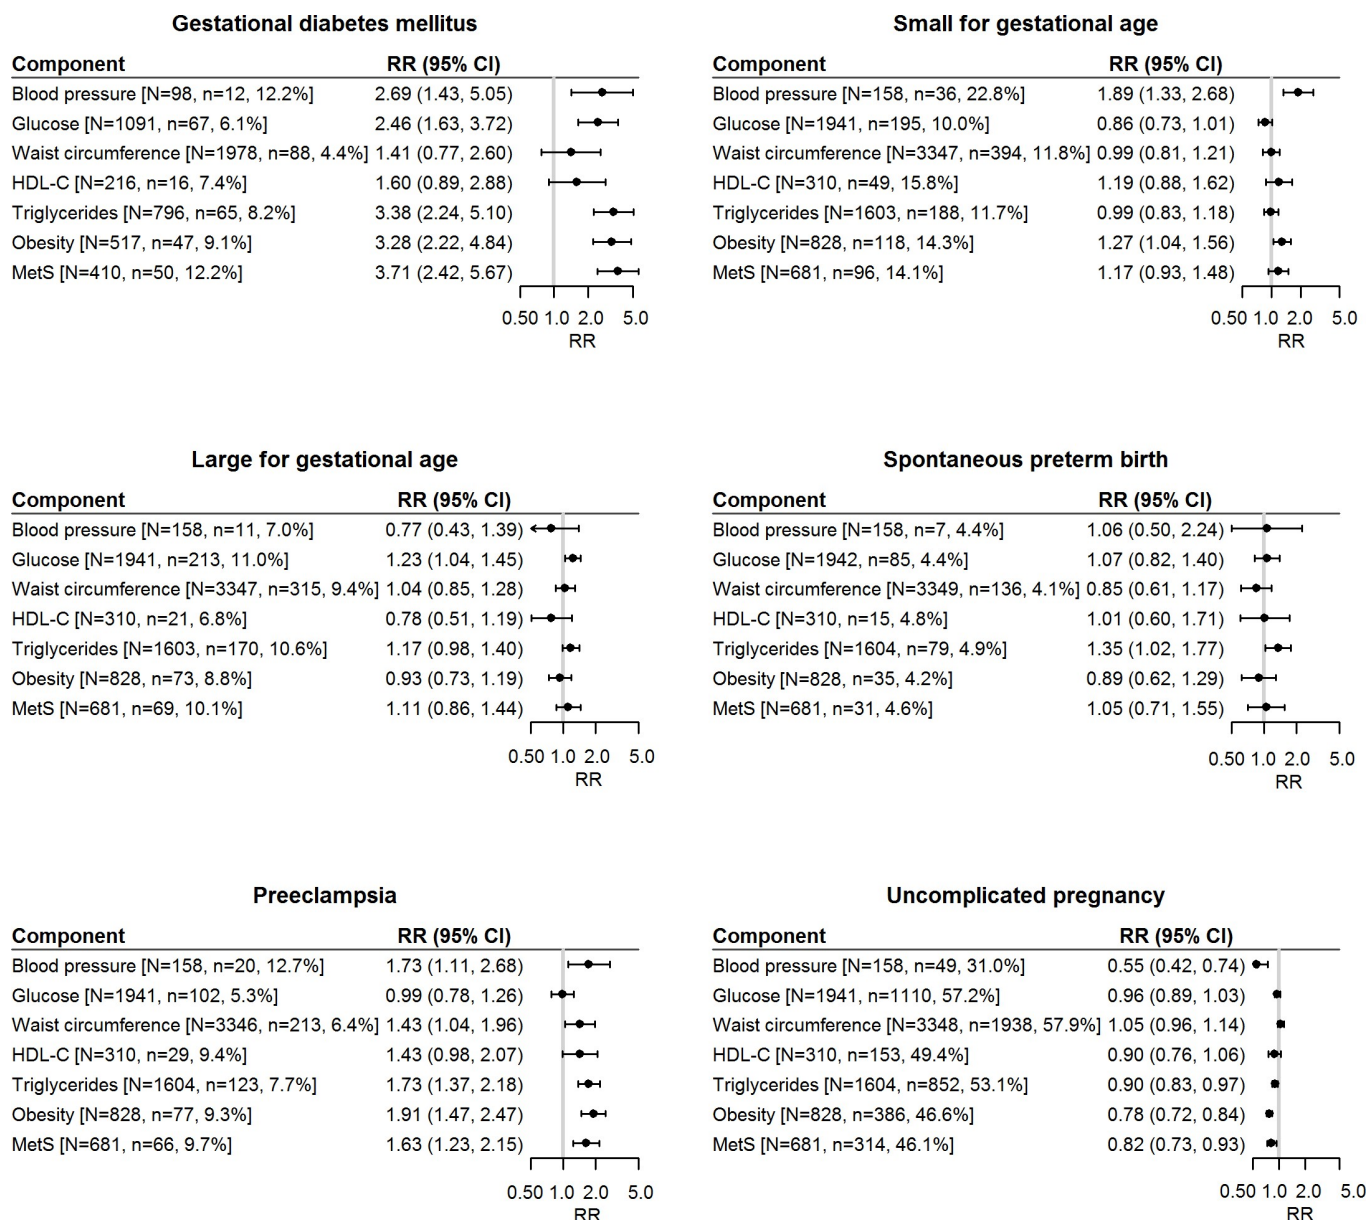 Gestational diabetes mellitus
Component RR (95% CI)
Blood pressure [N=98, n=12, 12.2%] 2.69 (1.43, 5.05)
Glucose [N=1091, n=67, 6.1%] 2.46 (1.63, 3.72)
Waist circumference [N=1978, n=88, 4.4%] 1.41 (0.77, 2.60)
HDL-C [N=216, n=16, 7.4%] 1.60 (0.89, 2.88)
Triglycerides [N=796, n=65, 8.2%] 3.38 (2.24, 5.10)
Obesity [N=517, n=47, 9.1%] 3.28 (2.22, 4.84)
MetS [N=410, n=50, 12.2%] 3.71 (2.42, 5.67)
0.50 1.0 2.0 5.0
RR
Small for gestational age
Component RR (95% CI)
Blood pressure [N=158, n=36, 22.8%] 1.89 (1.33, 2.68)
Glucose [N=1941, n=195, 10.0%] 0.86 (0.73, 1.01)
Waist circumference [N=3347, n=394, 11.8%] 0.99 (0.81, 1.21)
HDL-C [N=310, n=49, 15.8%] 1.19 (0.88, 1.62)
Triglycerides [N=1603, n=188, 11.7%] 0.99 (0.83, 1.18)
Obesity [N=828, n=118, 14.3%] 1.27 (1.04, 1.56)
MetS [N=681, n=96, 14.1%] 1.17 (0.93, 1.48)
0.50 1.0 2.0 5.0
RR
Large for gestational age
Component RR (95% CI)
Blood pressure [N=158, n=11, 7.0%] 0.77 (0.43, 1.39)
Glucose [N=1941, n=213, 11.0%] 1.23 (1.04, 1.45)
Waist circumference [N=3347, n=315, 9.4%] 1.04 (0.85, 1.28)
HDL-C [N=310, n=21, 6.8%] 0.78 (0.51, 1.19)
Triglycerides [N=1603, n=170, 10.6%] 1.17 (0.98, 1.40)
Obesity [N=828, n=73, 8.8%] 0.93 (0.73, 1.19)
MetS [N=681, n=69, 10.1%] 1.11 (0.86, 1.44)
0.50 1.0 2.0 5.0
RR
Spontaneous preterm birth
Component RR (95% CI)
Blood pressure [N=158, n=7, 4.4%] 1.06 (0.50, 2.24)
Glucose [N=1942, n=85, 4.4%] 1.07 (0.82, 1.40)
Waist circumference [N=3349, n=136, 4.1%] 0.85 (0.61, 1.17)
HDL-C [N=310, n=15, 4.8%] 1.01 (0.60, 1.71)
Triglycerides [N=1604, n=79, 4.9%] 1.35 (1.02, 1.77)
Obesity [N=828, n=35, 4.2%] 0.89 (0.62, 1.29)
MetS [N=681, n=31, 4.6%] 1.05 (0.71, 1.55)
0.50 1.0 2.0 5.0
RR
Preeclampsia
Component RR (95% CI)
Blood pressure [N=158, n=20, 12.7%] 1.73 (1.11, 2.68)
Glucose [N=1941, n=102, 5.3%] 0.99 (0.78, 1.26)
Waist circumference [N=3346, n=213, 6.4%] 1.43 (1.04, 1.96)
HDL-C [N=310, n=29, 9.4%] 1.43 (0.98, 2.07)
Triglycerides [N=1604, n=123, 7.7%] 1.73 (1.37, 2.18)
Obesity [N=828, n=77, 9.3%] 1.91 (1.47, 2.47)
MetS [N=681, n=66, 9.7%] 1.63 (1.23, 2.15)
0.50 1.0 2.0 5.0
RR
Uncomplicated pregnancy
Component RR (95% CI)
Blood pressure [N=158, n=49, 31.0%] 0.55 (0.42, 0.74)
Glucose [N=1941, n=1110, 57.2%] 0.96 (0.89, 1.03)
Waist circumference [N=3348, n=1938, 57.9%] 1.05 (0.96, 1.14)
HDL-C [N=310, n=153, 49.4%] 0.90 (0.76, 1.06)
Triglycerides [N=1604, n=852, 53.1%] 0.90 (0.83, 0.97)
Obesity [N=828, n=386, 46.6%] 0.78 (0.72, 0.84)
MetS [N=681, n=314, 46.1%] 0.82 (0.73, 0.93)
0.50 1.0 2.0 5.0
RR